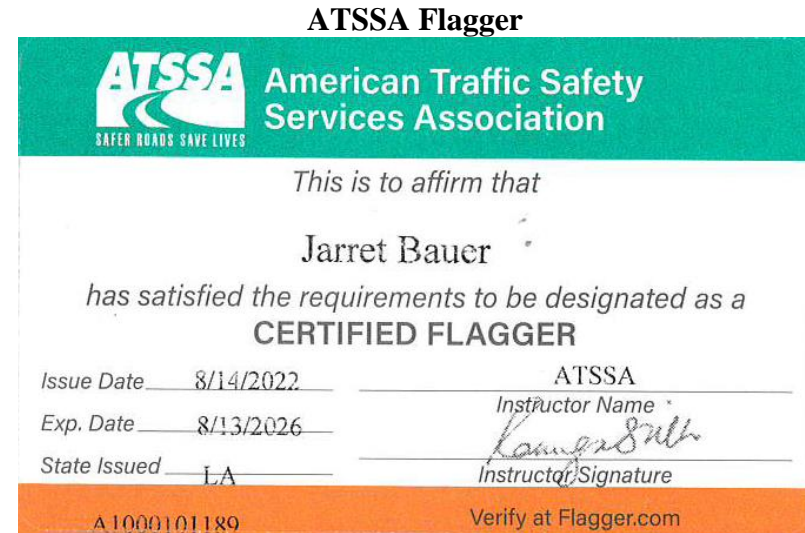 ATSSA Flagger
ATSSA
SAFER ROADS SAVE LIVES
American Traffic Safety
Services Association
This is to affirm that
Jarret Bauer
has satisfied the requirements to be designated as a
CERTIFIED FLAGGER
Issue Date 8/14/2022
ATSSA
Instructor Name
Exp. Date 8/13/2026
State Issued LA
Instructor Signature
A1000101189
Verify at Flagger.com